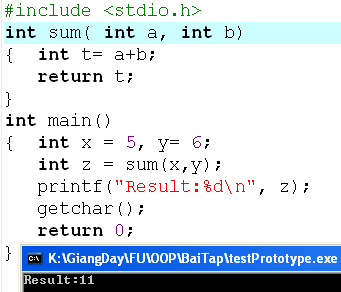 #include <stdio.h>
int sum( int a, int b)
{  int t= a+b;
   return t;
}
int main()
{  int x = 5, y= 6;
   int z = sum(x,y);
   printf("Result:%d\n", z);
   getchar();
   return 0;
}
K:\GiangDay\FU\OOP\BaiTap\testPrototype.exe
Result:11